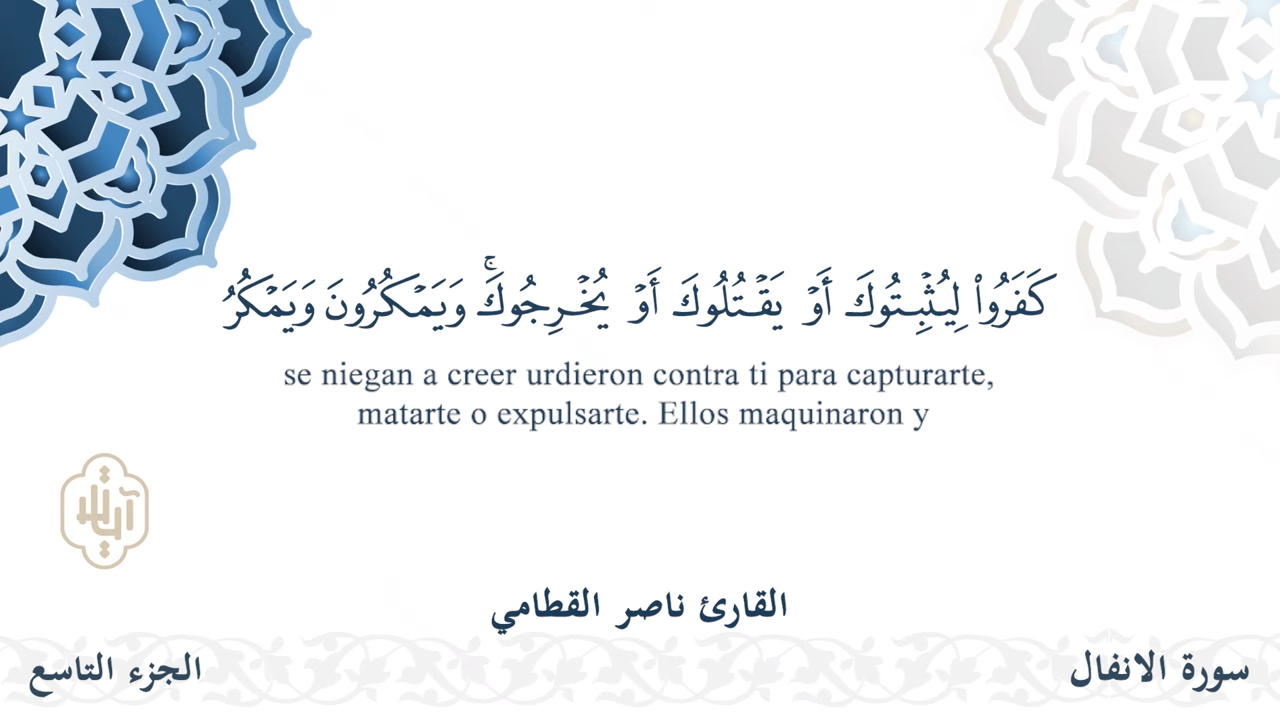 كَفَرُوا۟ لِيُثْبِتُوكَ أَوْ يَقْتُلُوكَ أَوْ يُخْرِجُوكَ ۚ وَيَمْكُرُونَ وَيَمْكُرُ
se niegan a creer urdieron contra ti para capturarte,
matarte o expulsarte. Ellos maquinaron y
القارئ ناصر القطامي
سورة الانفال
الجزء التاسع